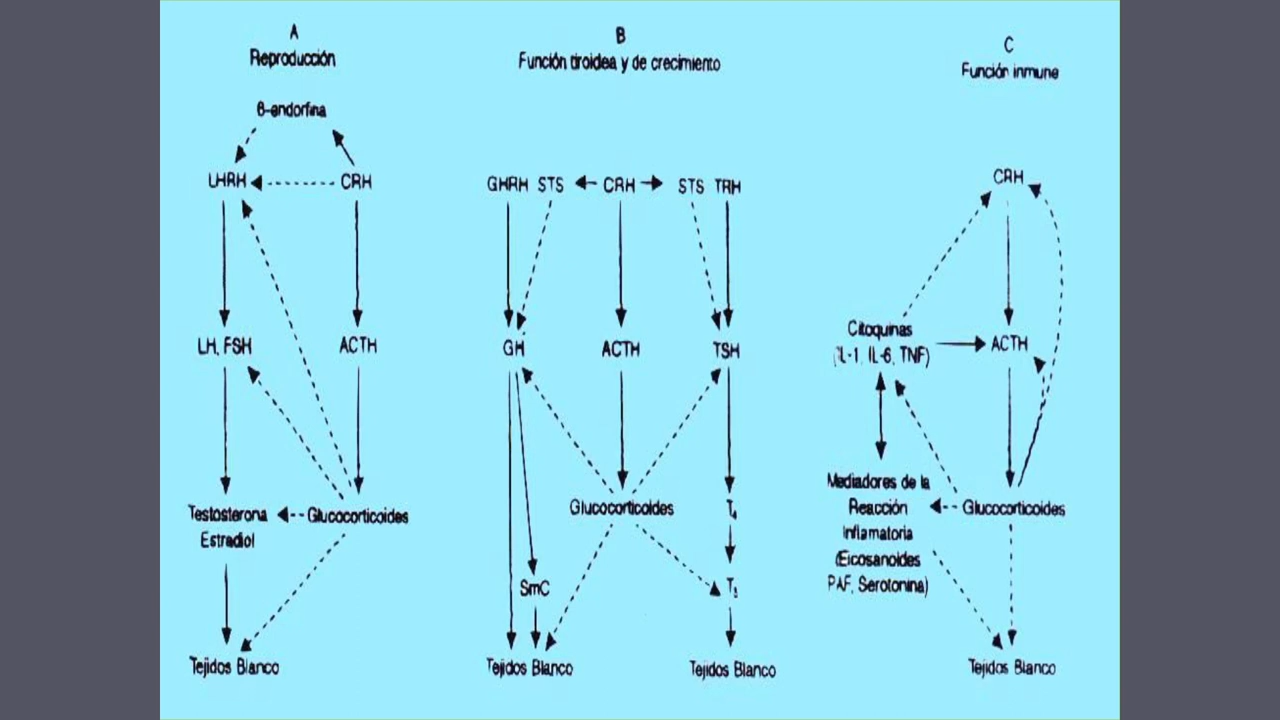 A
Reproducción
β-endorfina
LHRH
CRH
LH, FSH
ACTH
Testosterona
Estradiol
Glucocorticoides
Tejidos Blanco
B
Función tiroidea y de crecimiento
GHRH STS
CRH
STS TRH
GH
ACTH
TSH
Glucocorticoides
T4
SmC
T3
Tejidos Blanco
Tejidos Blanco
C
Función inmune
CRH
Citoquinas
(IL-1, IL-6, TNF)
ACTH
Mediadores de la
Reacción
Inflamatoria
(Eicosanoides
PAF, Serotonina)
Glucocorticoides
Tejidos Blanco